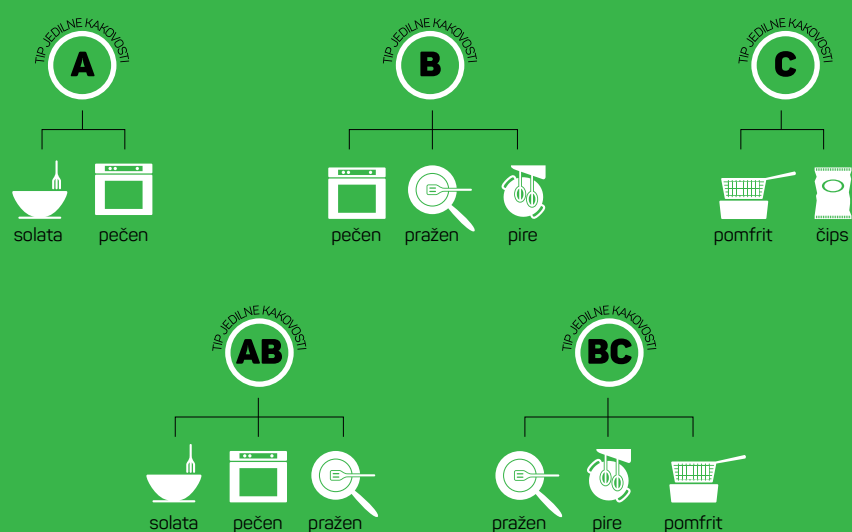 TIP JEDILNE KAKOVOSTI
A
TIP JEDILNE KAKOVOSTI
B
TIP JEDILNE KAKOVOSTI
C
solata pečen
pečen pražen pire
pomfrit čips
TIP JEDILNE KAKOVOSTI
AB
TIP JEDILNE KAKOVOSTI
BC
solata pečen pražen
pražen pire pomfrit